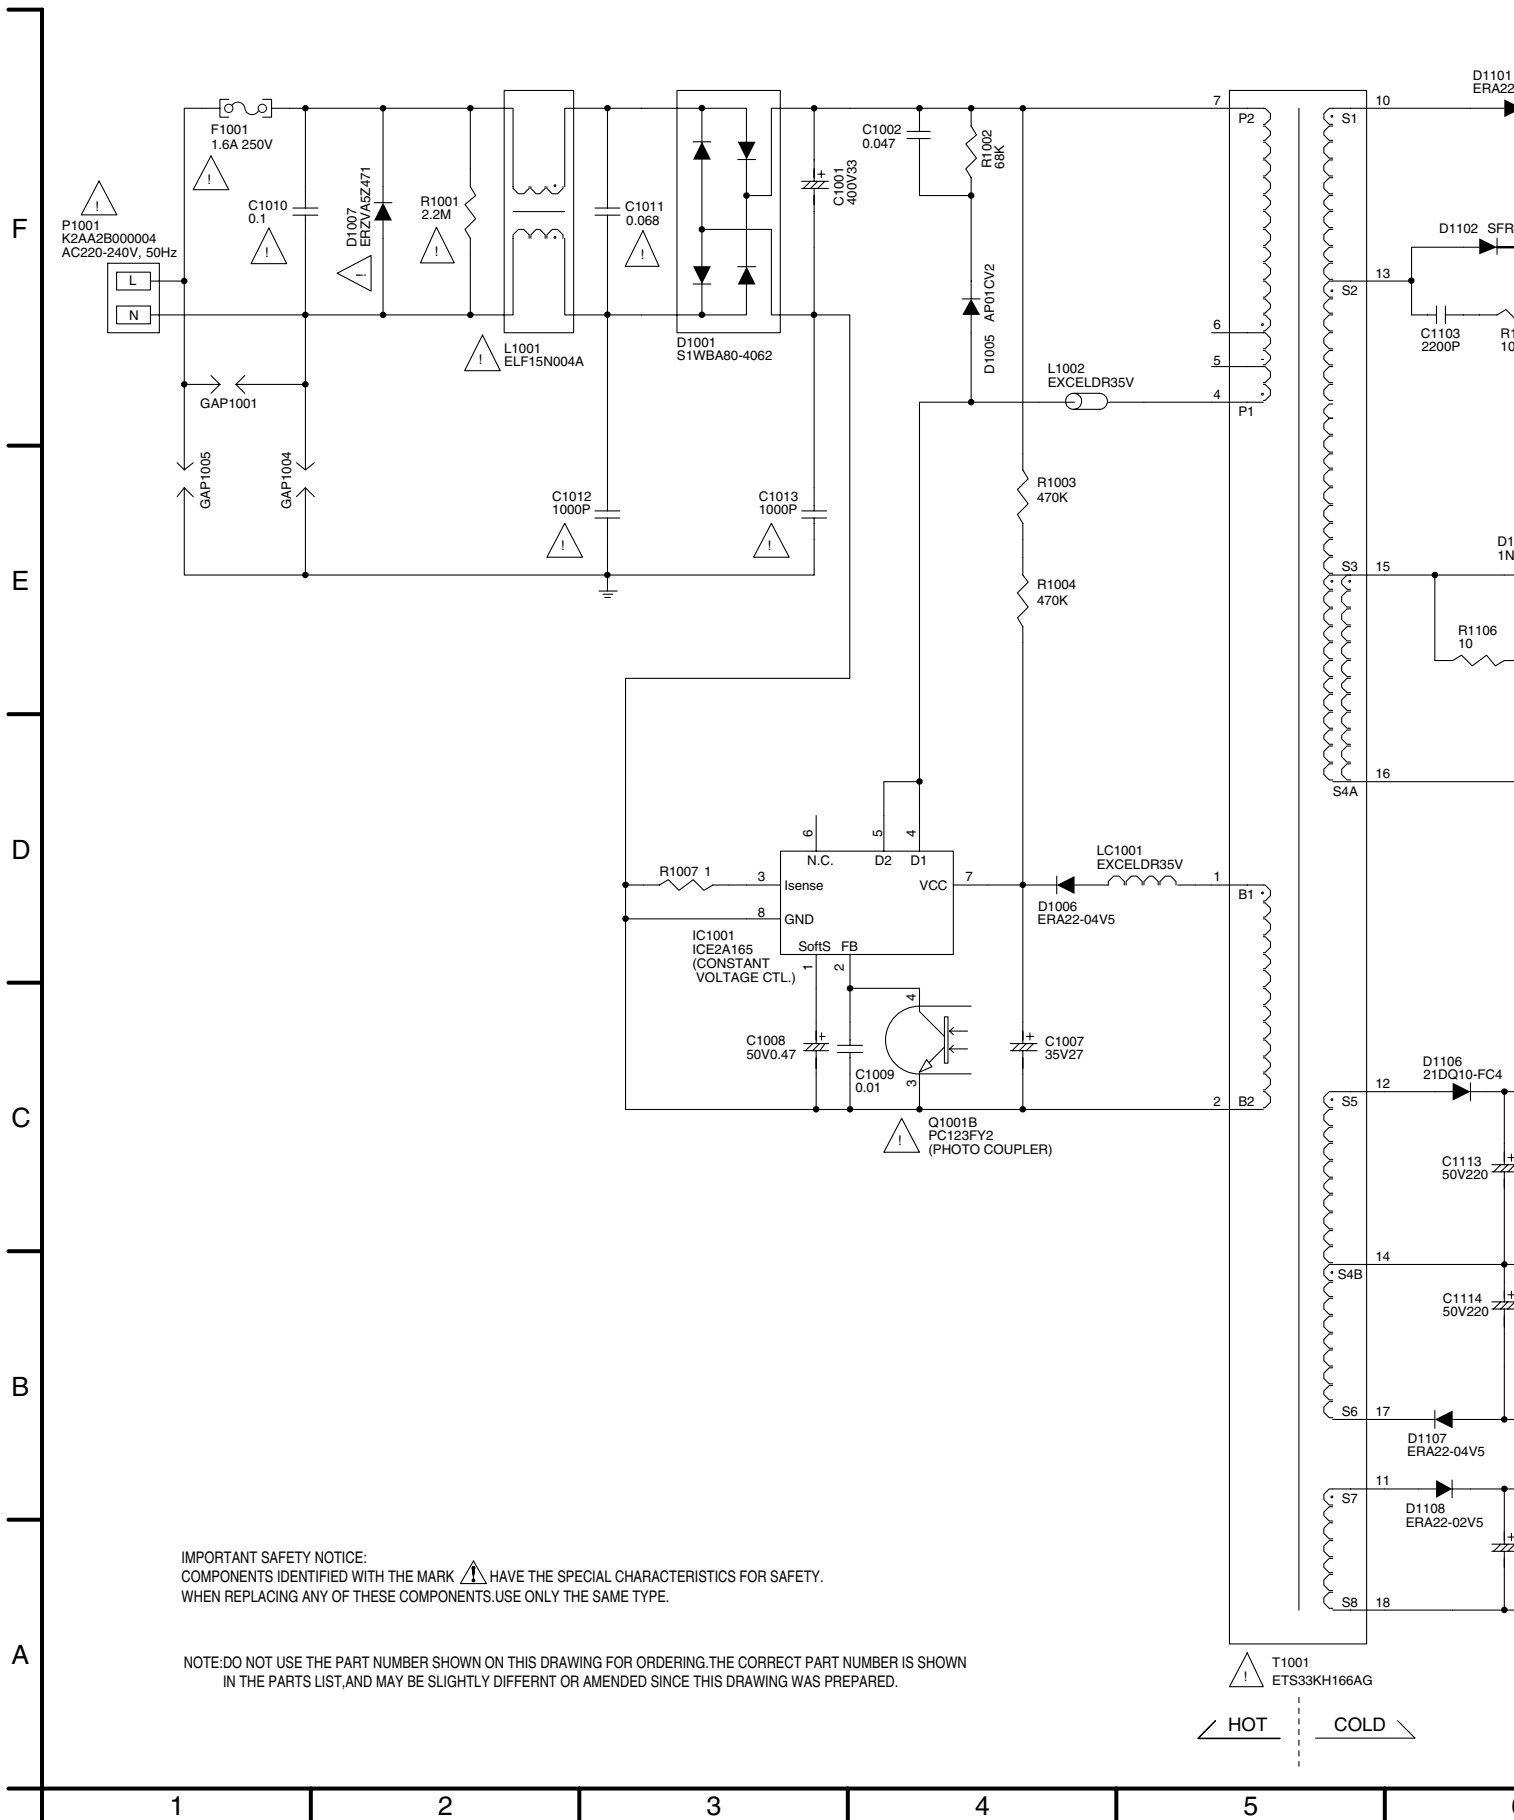 D1101
ERA22
F1001
1.6A 250V
P1001
K2AA2B000004
AC220-240V, 50Hz
L
N
C1010
0.1
D1007
ERZVA5Z471
R1001
2.2M
L1001
ELF15N004A
C1011
0.068
D1001
S1WBA80-4062
C1001
400V33
C1002
0.047
R1002
68K
D1005 AP01CV2
L1002
EXCELDR35V
7
P2
6
5
4
P1
S1
10
13
S2
D1102 SFR
C1103
2200P
R1
10
GAP1001
GAP1005
GAP1004
C1012
1000P
C1013
1000P
R1003
470K
R1004
470K
S3
15
D1
1N
R1106
10
16
S4A
6
5
4
N.C.
D2
D1
R1007 1
3
Isense
VCC
7
8
GND
SoftS
FB
1
2
IC1001
ICE2A165
(CONSTANT
VOLTAGE CTL.)
LC1001
EXCELDR35V
D1006
ERA22-04V5
1
B1
C1008
50V0.47
C1009
0.01
4
3
C1007
35V27
2
B2
Q1001B
PC123FY2
(PHOTO COUPLER)
12
S5
D1106
21DQ10-FC4
C1113
50V220
14
S4B
C1114
50V220
S6
17
D1107
ERA22-04V5
11
S7
D1108
ERA22-02V5
S8
18
T1001
ETS33KH166AG
HOT
COLD
IMPORTANT SAFETY NOTICE:
COMPONENTS IDENTIFIED WITH THE MARK ! HAVE THE SPECIAL CHARACTERISTICS FOR SAFETY.
WHEN REPLACING ANY OF THESE COMPONENTS.USE ONLY THE SAME TYPE.
NOTE:DO NOT USE THE PART NUMBER SHOWN ON THIS DRAWING FOR ORDERING.THE CORRECT PART NUMBER IS SHOWN
IN THE PARTS LIST,AND MAY BE SLIGHTLY DIFFERNT OR AMENDED SINCE THIS DRAWING WAS PREPARED.
F
E
D
C
B
A
1
2
3
4
5